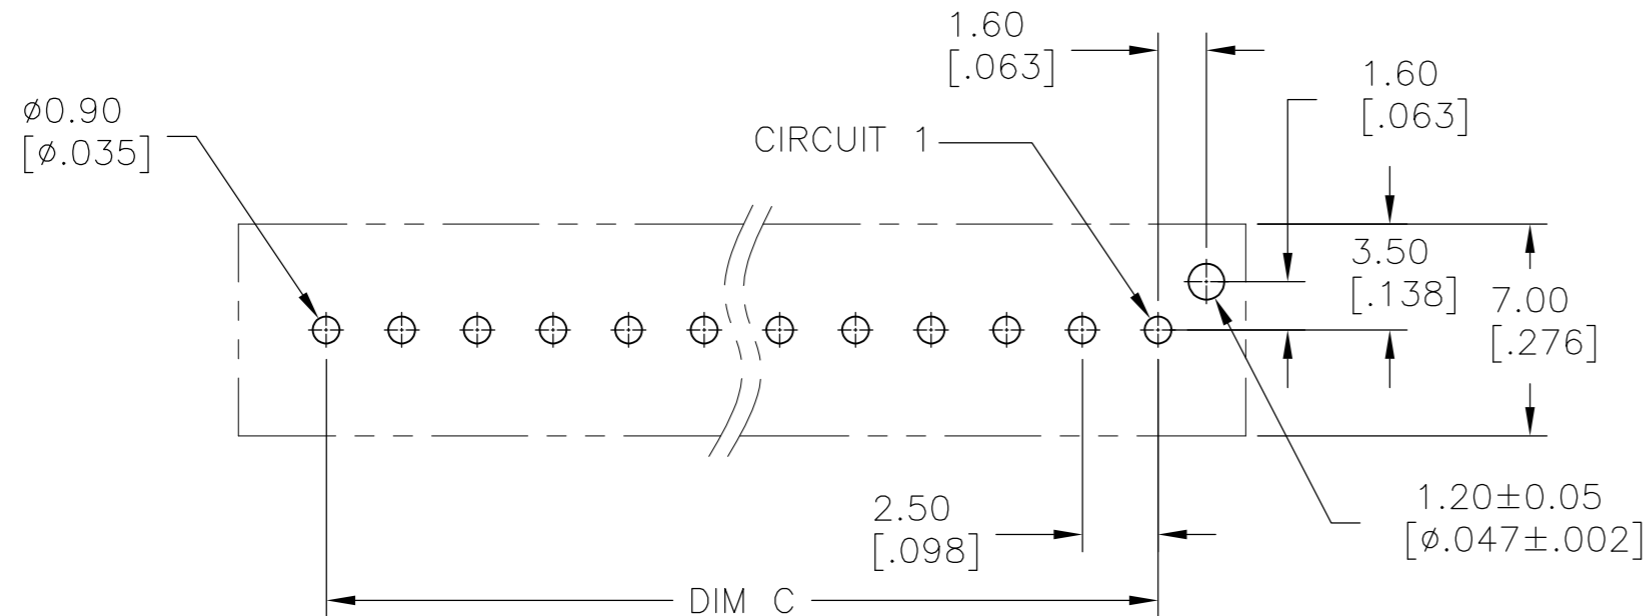 1.60
[.063]
1.60
[.063]
ø0.90
[ø.035]
CIRCUIT 1
3.50
[.138]
7.00
[.276]
2.50
[.098]
1.20±0.05
[ø.047±.002]
DIM C